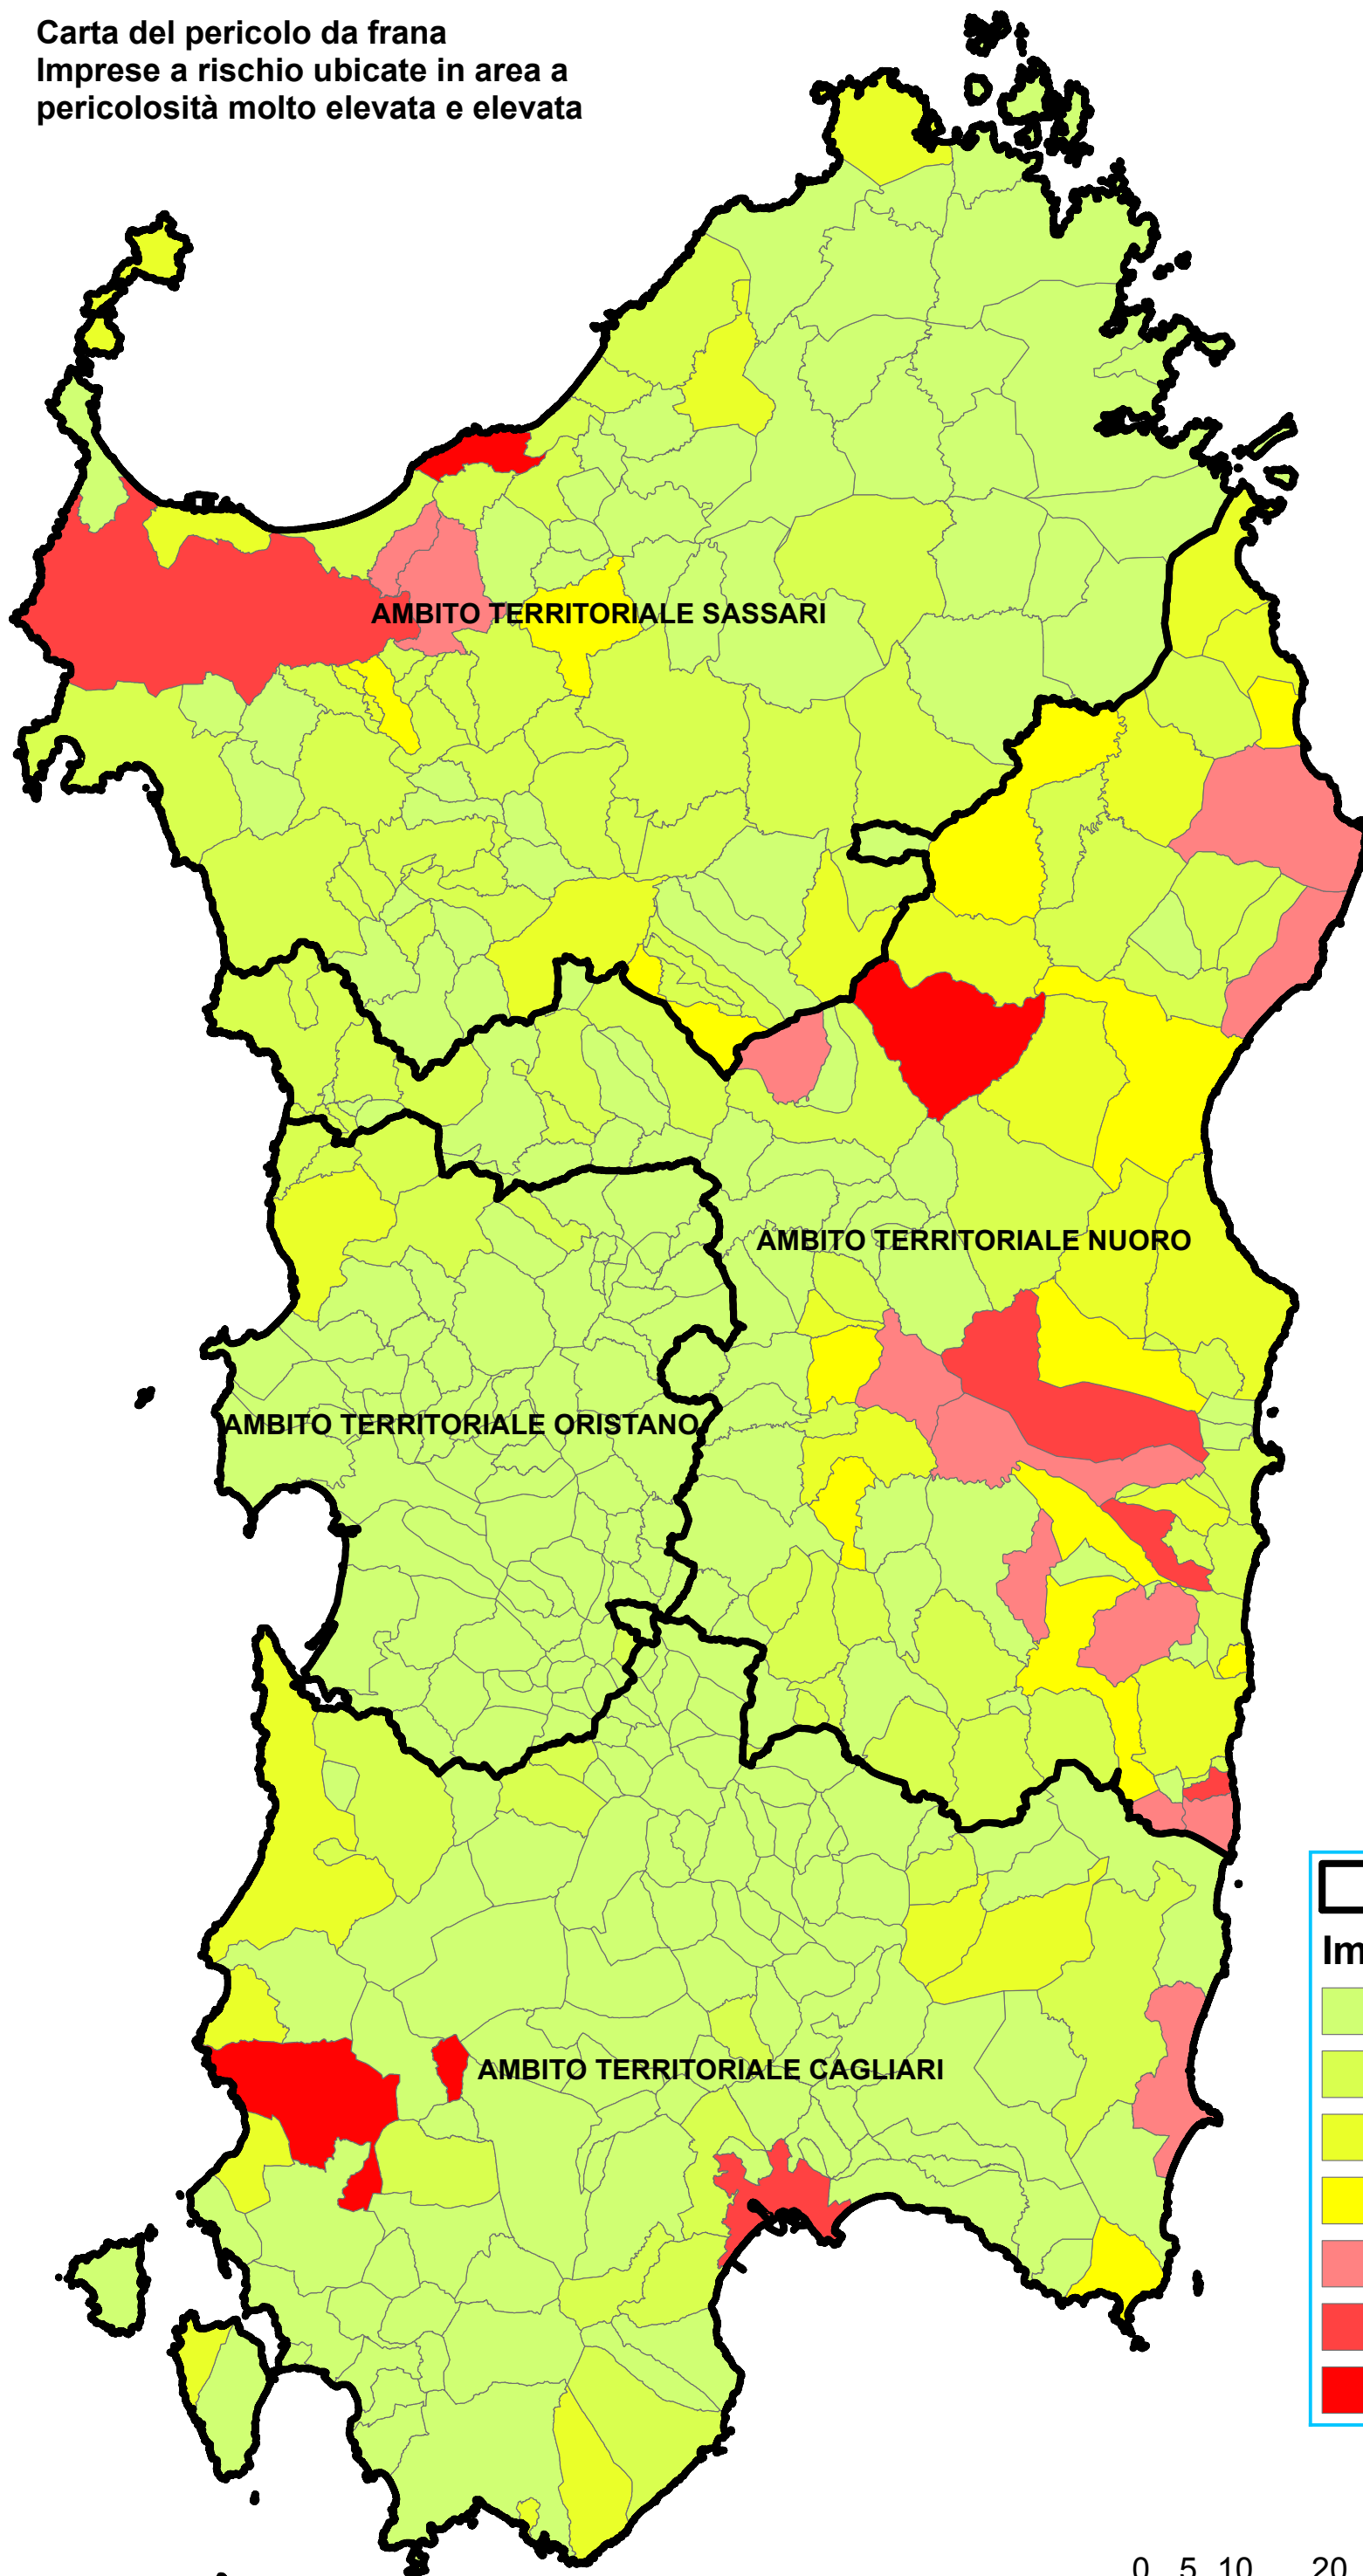 Carta del pericolo da frana
Imprese a rischio ubicate in area a
pericolosità molto elevata e elevata
AMBITO TERRITORIALE SASSARI
AMBITO TERRITORIALE NUORO
AMBITO TERRITORIALE ORISTANO
Im
AMBITO TERRITORIALE CAGLIARI
0 5 10 20